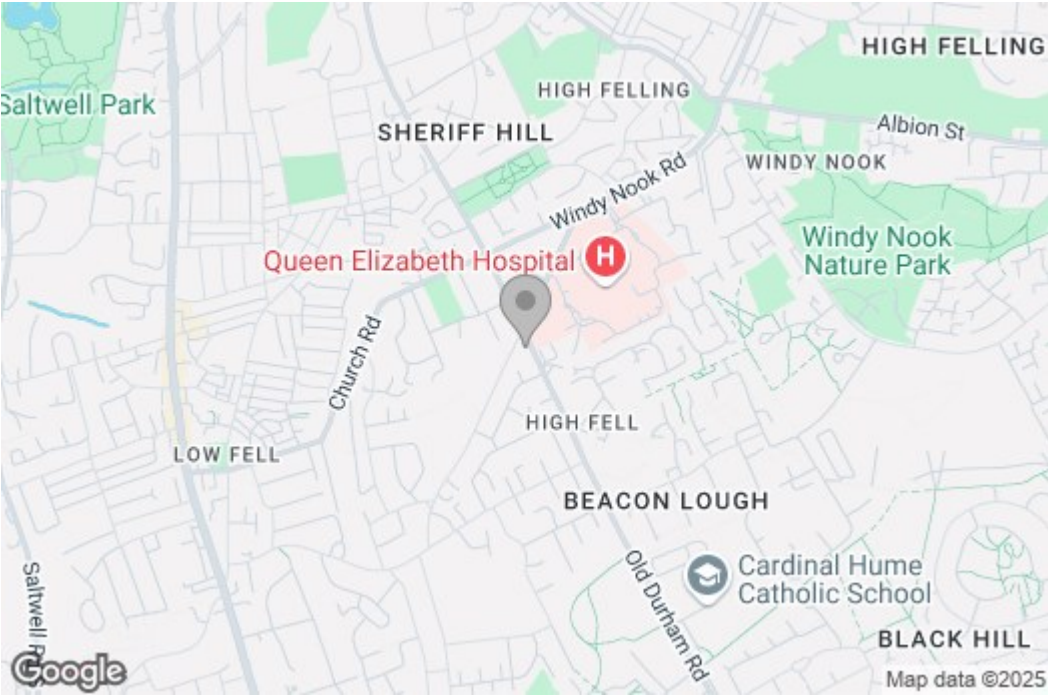 HIGH FELLING
HIGH FELLING
Saltwell Park
SHERIFF HILL
Albion St
WINDY NOOK
Windy Nook Rd
Windy Nook
Nature Park
Queen Elizabeth Hospital
H
Church Rd
HIGH FELL
LOW FELL
BEACON LOUGH
Old Durham Rd
Cardinal Hume
Catholic School
BLACK HILL
Google
Map data ©2025